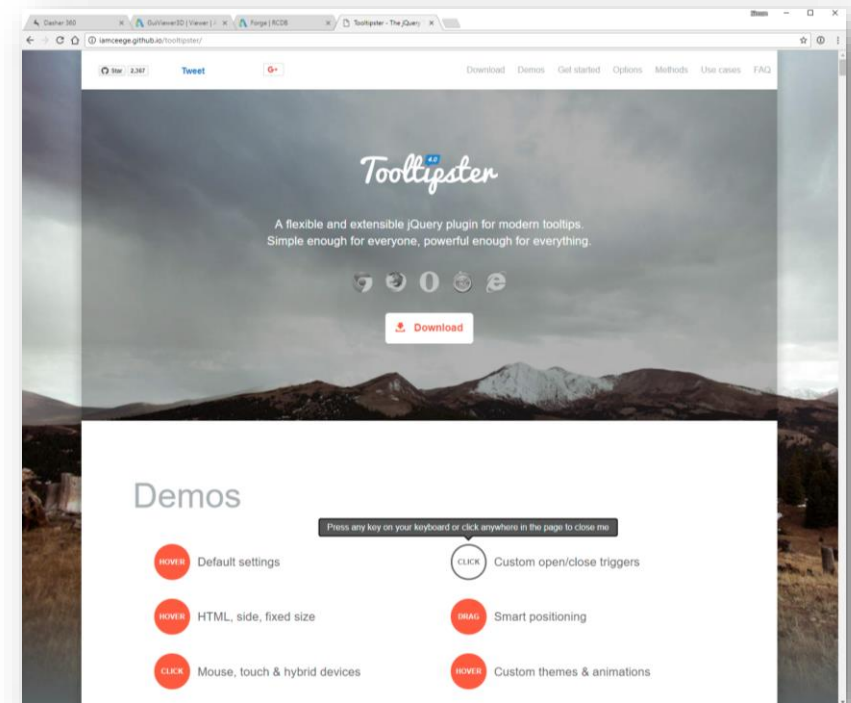 Dasher 360
Forge | RCDB
Tooltipster - The jQuery
iamceege.github.io/tooltipster/
Star 2,367
Tweet
G+
Download Demos Get started Options Methods Use cases FAQ
4.0
Tooltipster
A flexible and extensible jQuery plugin for modern tooltips.
Simple enough for everyone, powerful enough for everything.
Download
Demos
Press any key on your keyboard or click anywhere in the page to close me
HOVER Default settings
CLICK Custom open/close triggers
HOVER HTML, side, fixed size
DRAG Smart positioning
CLICK Mouse, touch & hybrid devices
HOVER Custom themes & animations